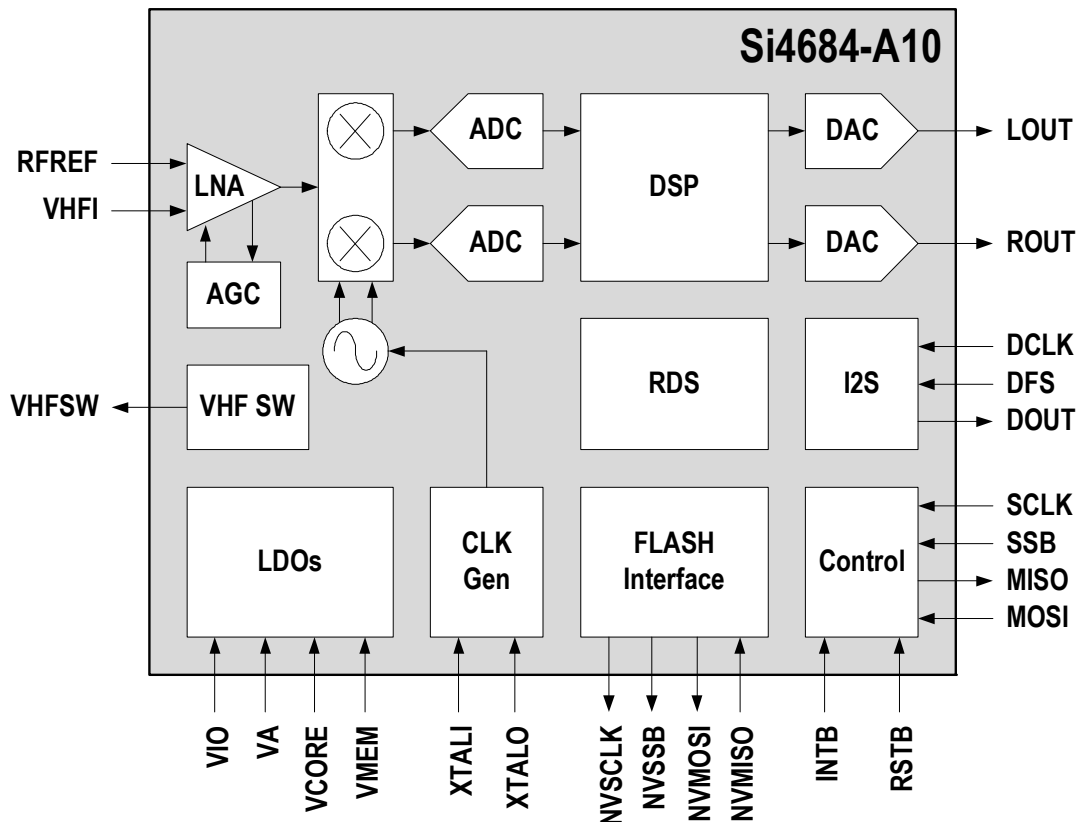 Si4684-A10
RFREF
VHFI
LNA
AGC
ADC
ADC
DSP
DAC
DAC
LOUT
ROUT
VHFSW
VHF SW
RDS
I2S
DCLK
DFS
DOUT
LDOs
CLK
Gen
FLASH
Interface
Control
SCLK
SSB
MISO
MOSI
VIO
VA
VCORE
VMEM
XTALI
XTALO
NVSCLK
NVSSB
NVMOSI
NVMISO
INTB
RSTB